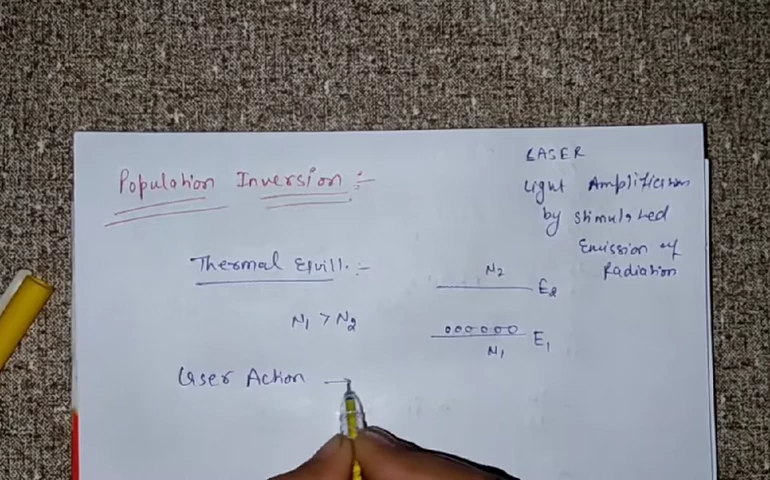 Population Inversion :-
LASER
Light Amplification
by stimulated
Emission of
Radiation
Thermal Equill. :-
N2
E2
N1 > N2
oooooo
E1
N1
Laser Action →